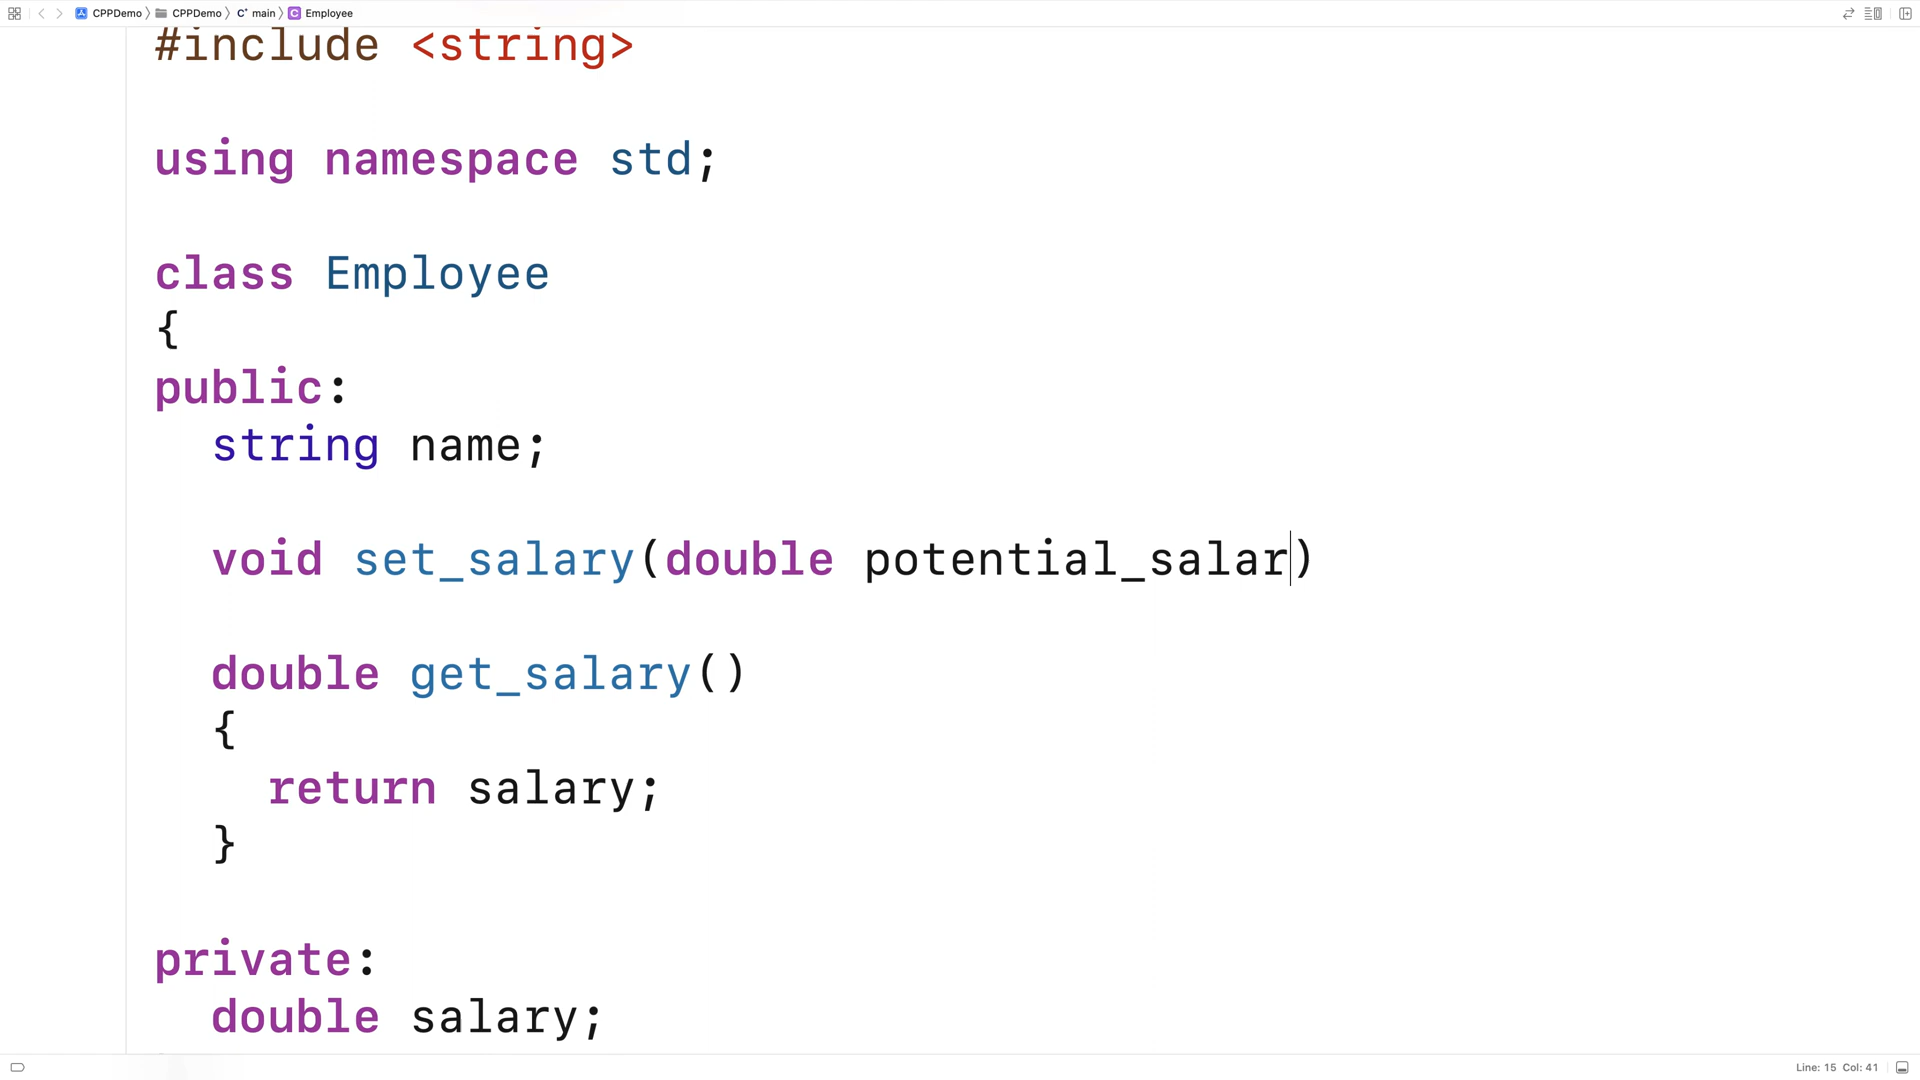 CPPDemo CPPDemo C+ main C Employee
#include <string>
using namespace std;
class Employee
{
public:
string name;
void set_salary(double potential_salar)
double get_salary()
{
return salary;
}
private:
double salary;
Line: 15 Col: 41